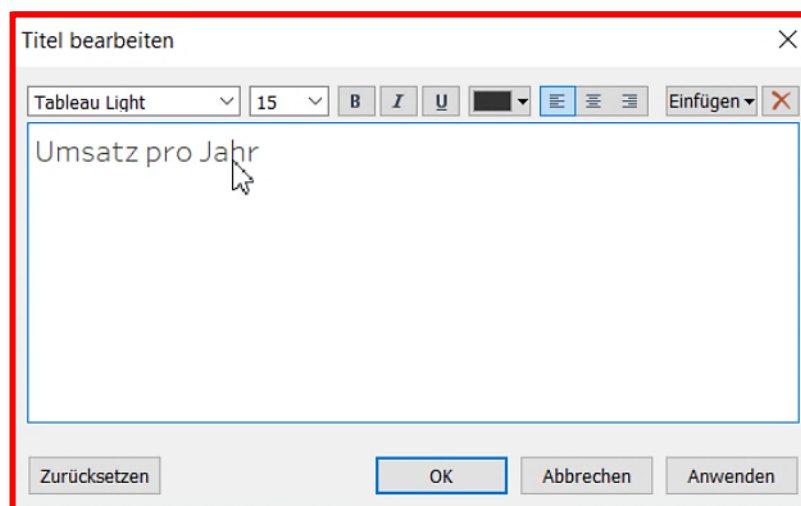 Titel bearbeiten
Tableau Light 15 B I U Einfügen
Umsatz pro Jahr
Zurücksetzen OK Abbrechen Anwenden